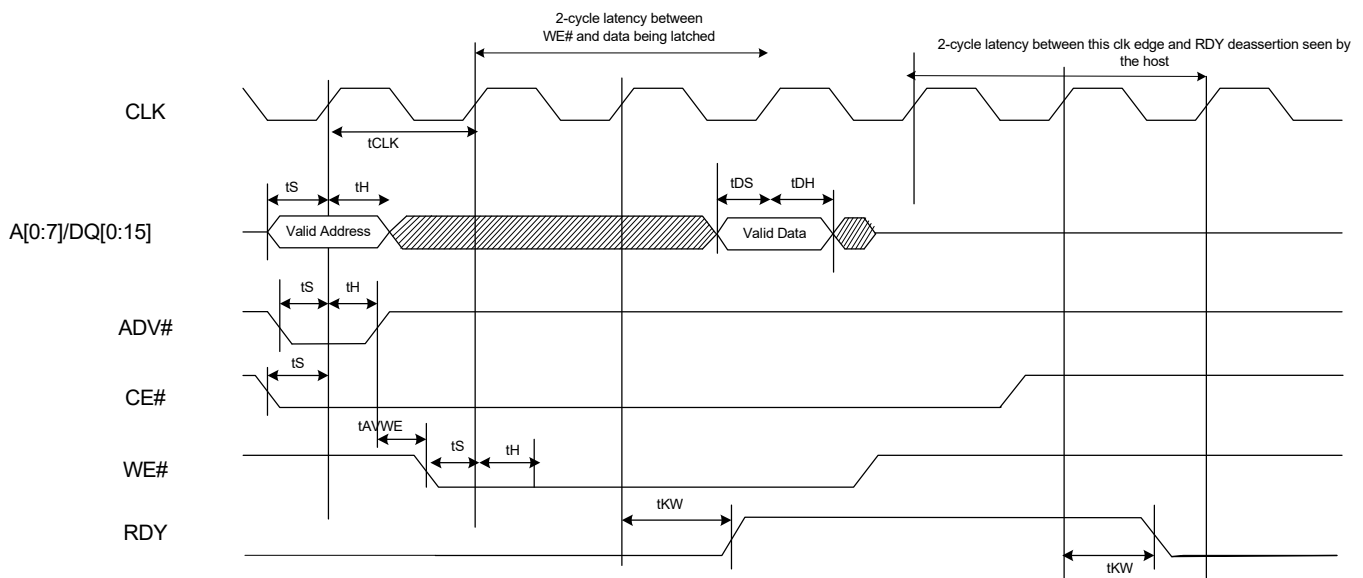 2-cycle latency between
WE# and data being latched
2-cycle latency between this clk edge and RDY deassertion seen by
the host
CLK
tCLK
tS
tH
tDS
tDH
A[0:7]/DQ[0:15]
Valid Address
Valid Data
tS
tH
ADV#
tS
CE#
tAVWE
tS
tH
WE#
tKW
RDY
tKW